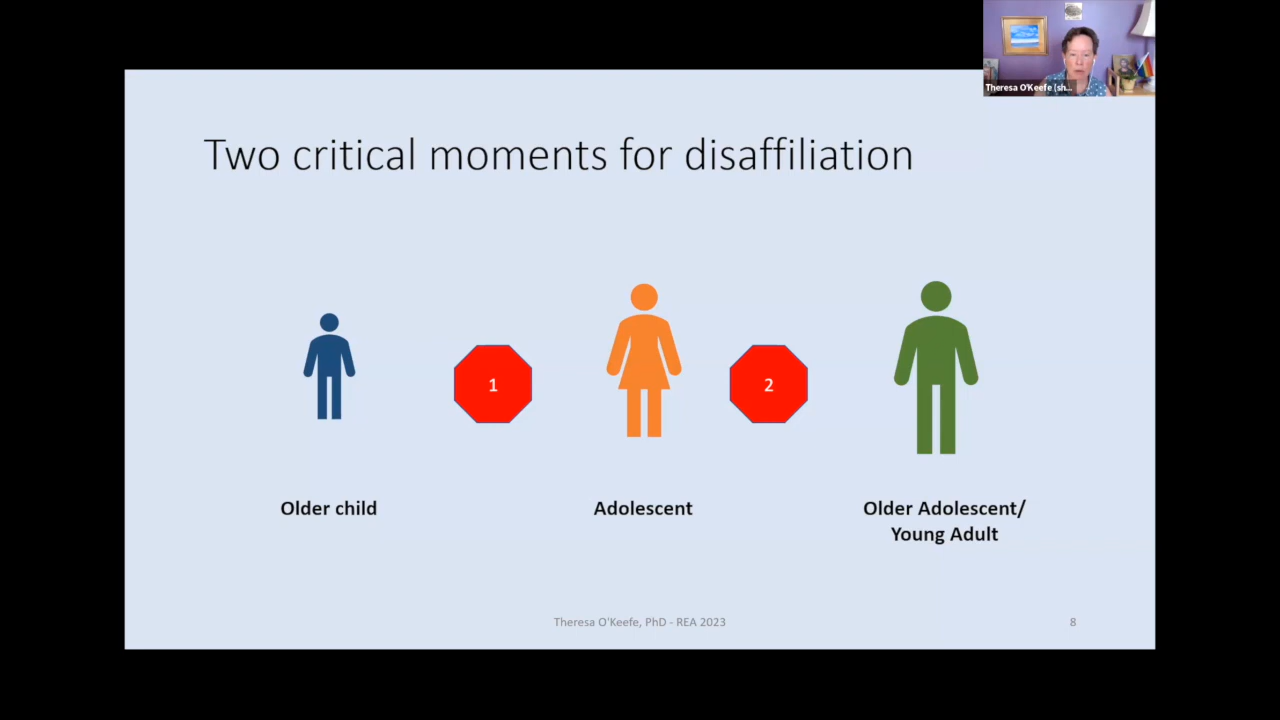 Theresa O'Keefe (sh...
Two critical moments for disaffiliation
1
2
Older child
Adolescent
Older Adolescent/
Young Adult
Theresa O'Keefe, PhD - REA 2023
8